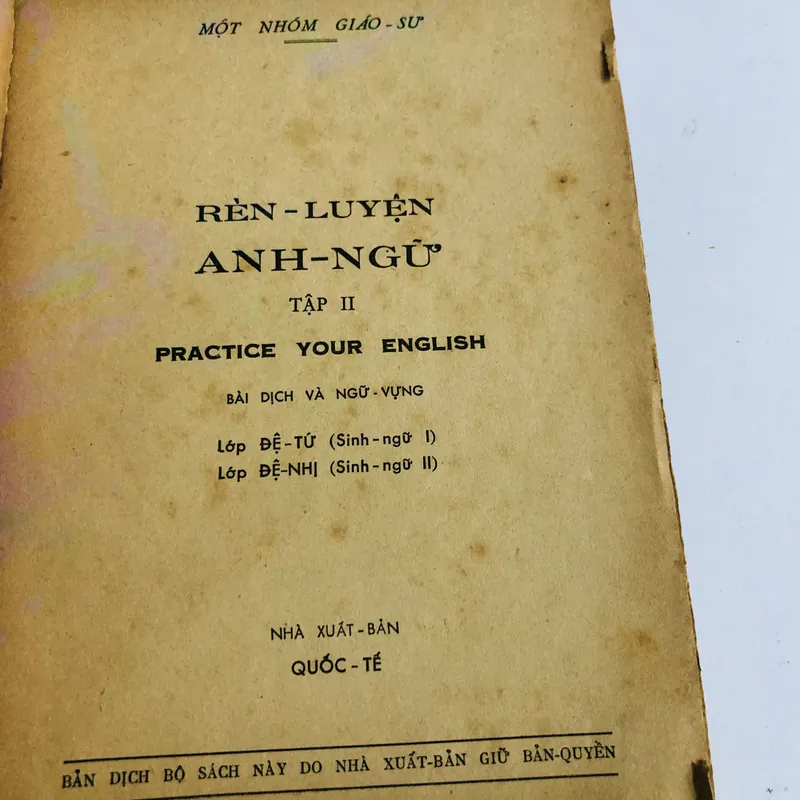 MỘT NHÓM GIÁO-SƯ
RÈN-LUYỆN
ANH-NGỮ
TẬP II
PRACTICE YOUR ENGLISH
BÀI DỊCH VÀ NGỮ-VỰNG
Lớp ĐỆ-TỨ (Sinh-ngữ I)
Lớp ĐỆ-NHỊ (Sinh-ngữ II)
NHÀ XUẤT-BẢN
QUỐC-TẾ
BẢN DỊCH BỘ SÁCH NÀY DO NHÀ XUẤT-BẢN GIỮ BẢN-QUYỀN